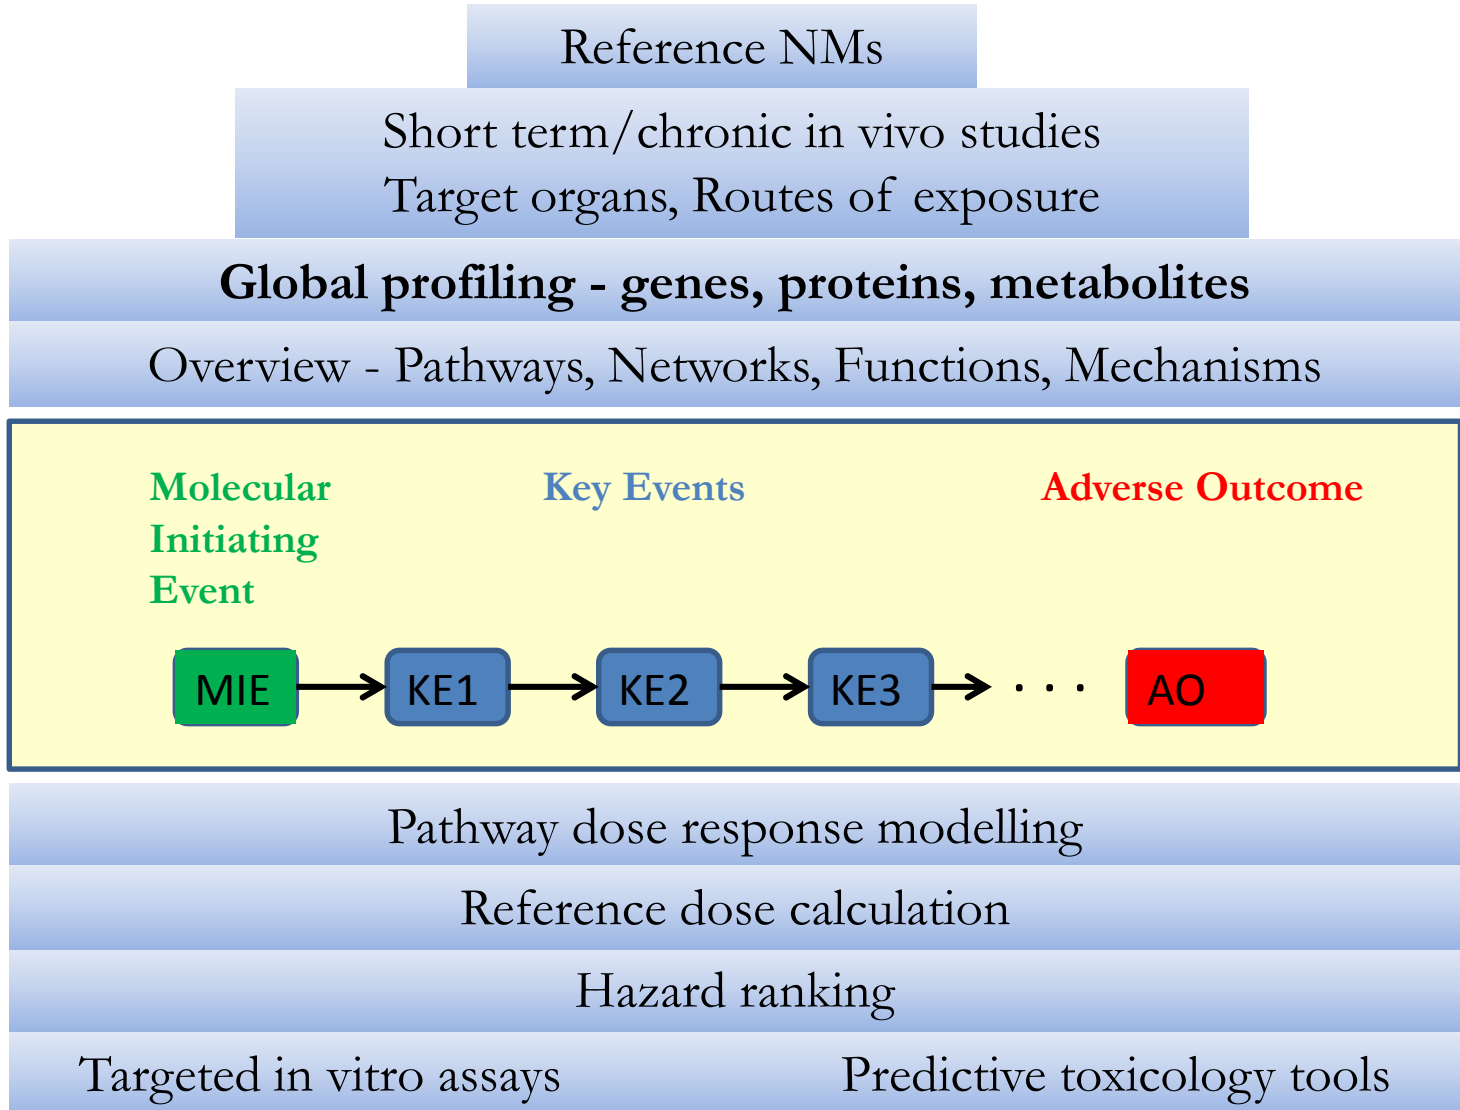 Reference NMs
Short term/chronic in vivo studies
Target organs, Routes of exposure
Global profiling - genes, proteins, metabolites
Overview - Pathways, Networks, Functions, Mechanisms
Molecular
Initiating
Event
Key Events
Adverse Outcome
MIE KE1 KE2 KE3 . . . AO
Pathway dose response modelling
Reference dose calculation
Hazard ranking
Targeted in vitro assays Predictive toxicology tools